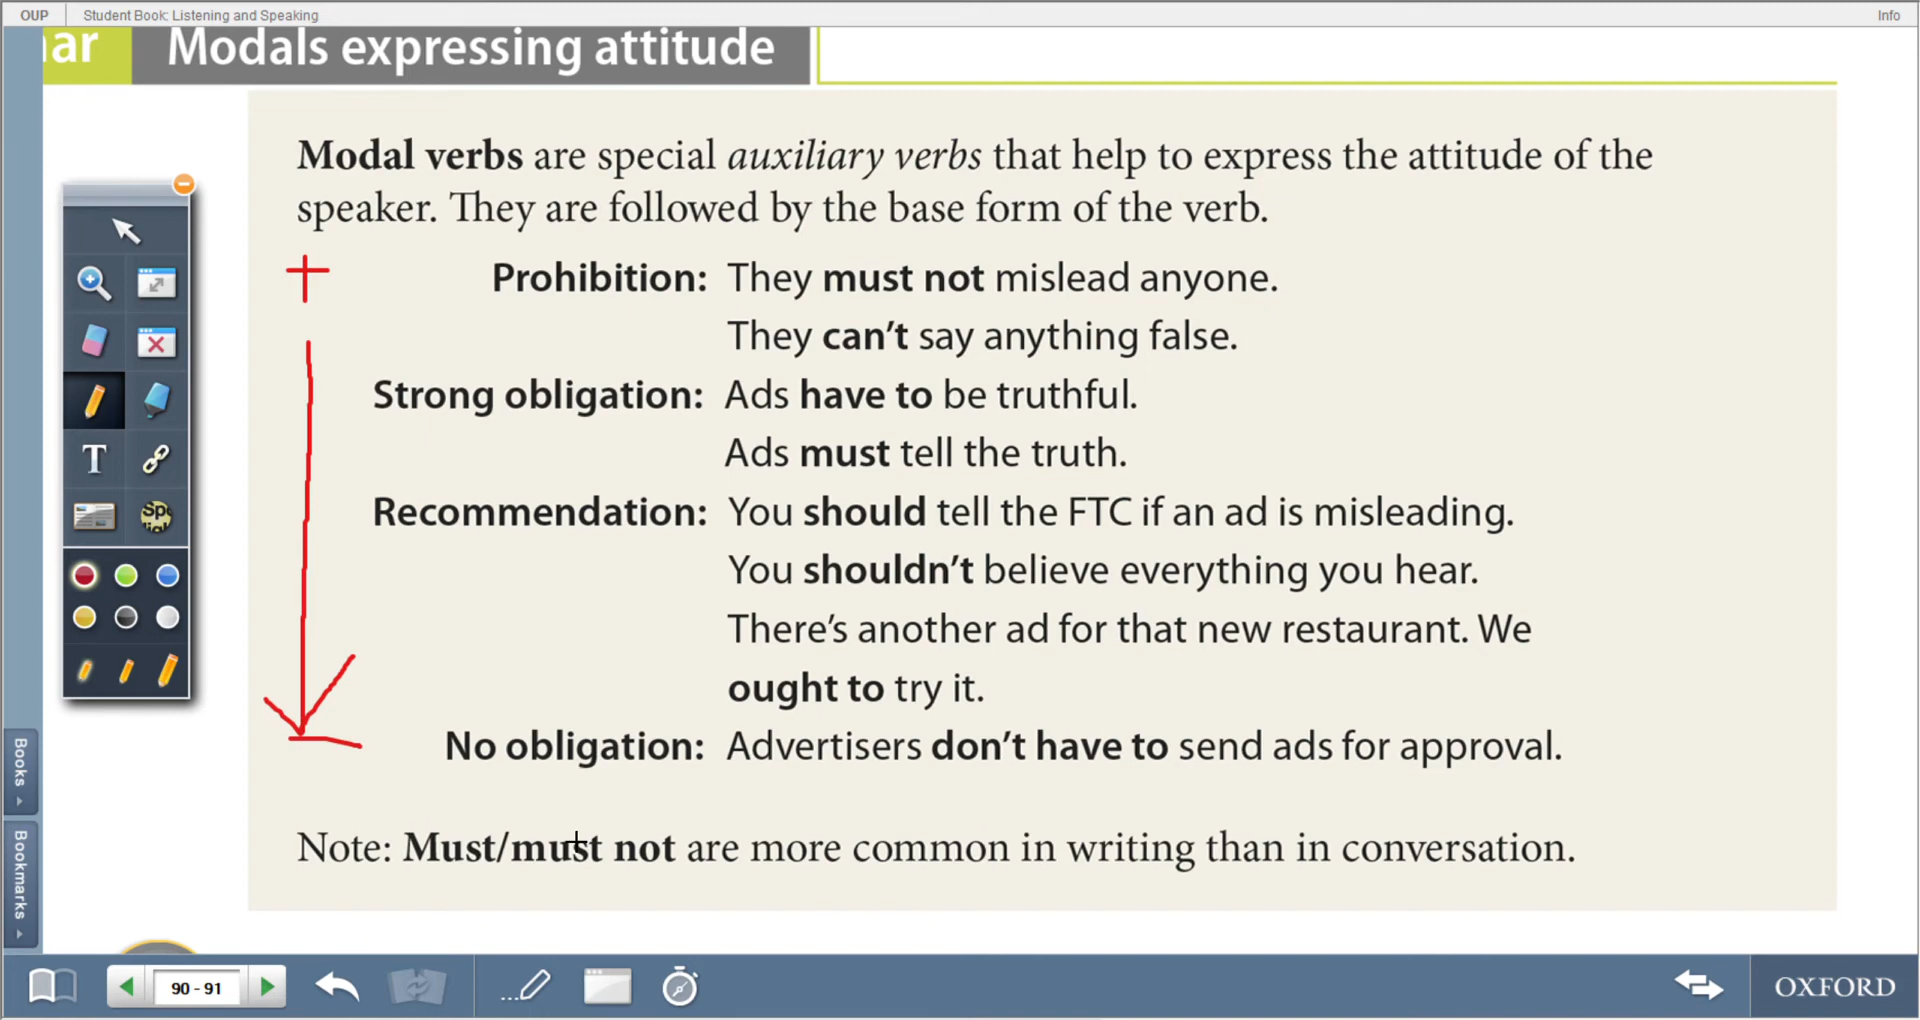 OUP Student Book: Listening and Speaking Info
Modals expressing attitude
Modal verbs are special auxiliary verbs that help to express the attitude of the
speaker. They are followed by the base form of the verb.
+
Prohibition: They must not mislead anyone.
They can't say anything false.
Strong obligation: Ads have to be truthful.
Ads must tell the truth.
Recommendation: You should tell the FTC if an ad is misleading.
You shouldn't believe everything you hear.
There's another ad for that new restaurant. We
ought to try it.
No obligation: Advertisers don't have to send ads for approval.
Note: Must/must not are more common in writing than in conversation.
T
Books
Bookmarks
90 - 91
OXFORD